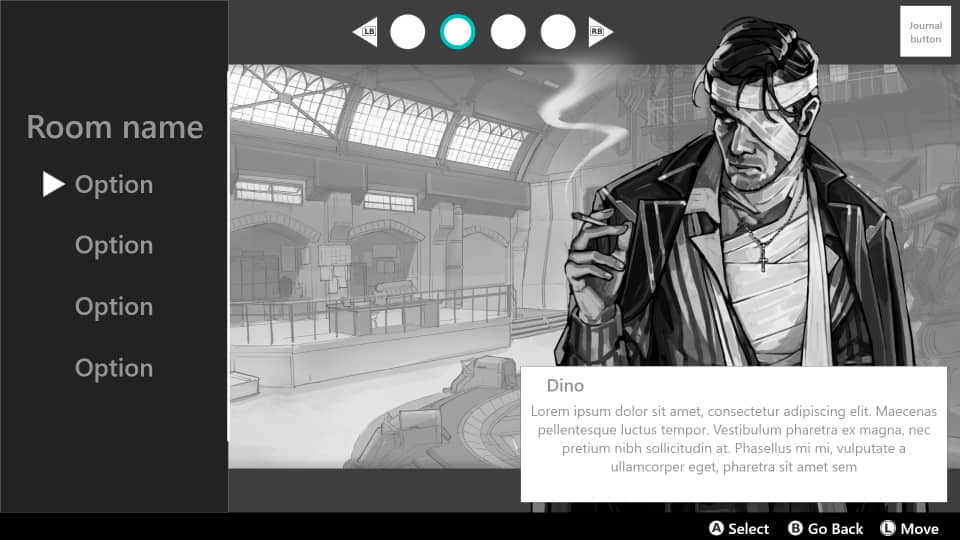 LB
RB
Journal
button
Room name
Option
Option
Option
Option
Dino
Lorem ipsum dolor sit amet, consectetur adipiscing elit. Maecenas
pellentesque luctus tempor. Vestibulum pharetra ex magna, nec
pretium nibh sollicitudin at. Phasellus mi mi, vulputate a
ullamcorper eget, pharetra sit amet sem
A Select B Go Back L Move